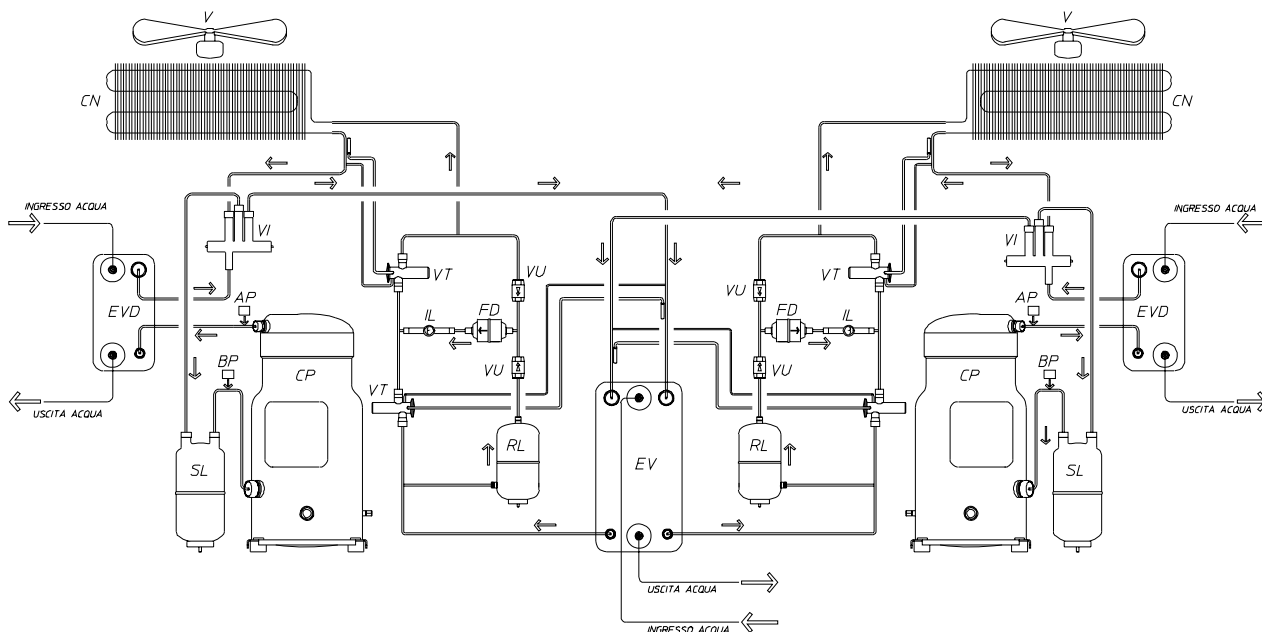 V
V
CN
CN
INGRESSO ACQUA
INGRESSO ACQUA
VI
VI
VT
VU
VU
VT
EVD
AP
IL
FD
FD
IL
AP
EVD
BP
CP
VU
VU
CP
BP
VT
VT
USCITA ACQUA
USCITA ACQUA
SL
RL
EV
RL
SL
USCITA ACQUA
INGRESSO ACQUA